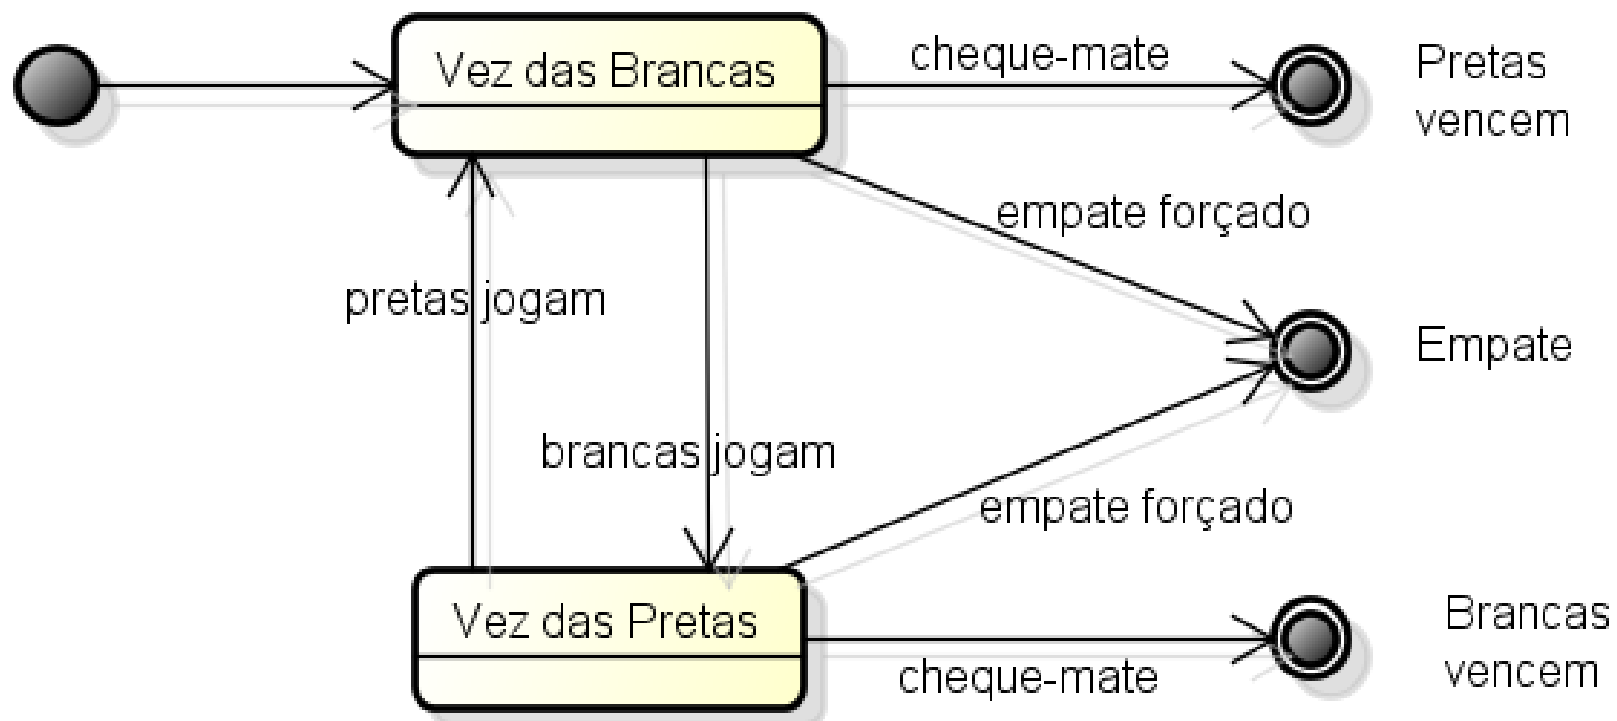 Vez das Brancas
cheque-mate
Pretas
vencem
empate forçado
pretas jogam
Empate
brancas jogam
empate forçado
Vez das Pretas
cheque-mate
Brancas
vencem